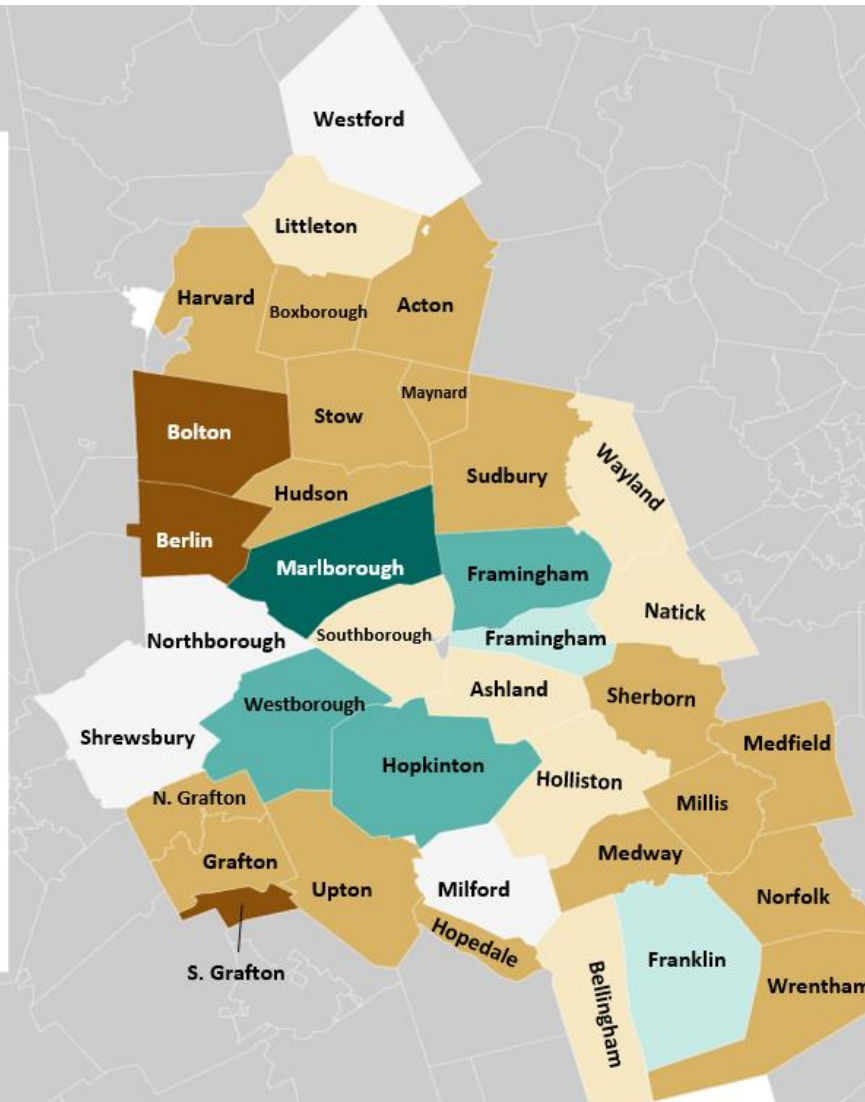 Westford
Littleton
Harvard
Boxborough
Acton
Maynard
Stow
Bolton
Wayland
Sudbury
Hudson
Berlin
Marlborough
Framingham
Natick
Southborough
Northborough
Framingham
Ashland
Sherborn
Westborough
Shrewsbury
Medfield
Hopkinton
Holliston
N. Grafton
Millis
Medway
Grafton
Upton
Milford
Norfolk
Hopedale
Franklin
S. Grafton
Wrentham
Bellingham